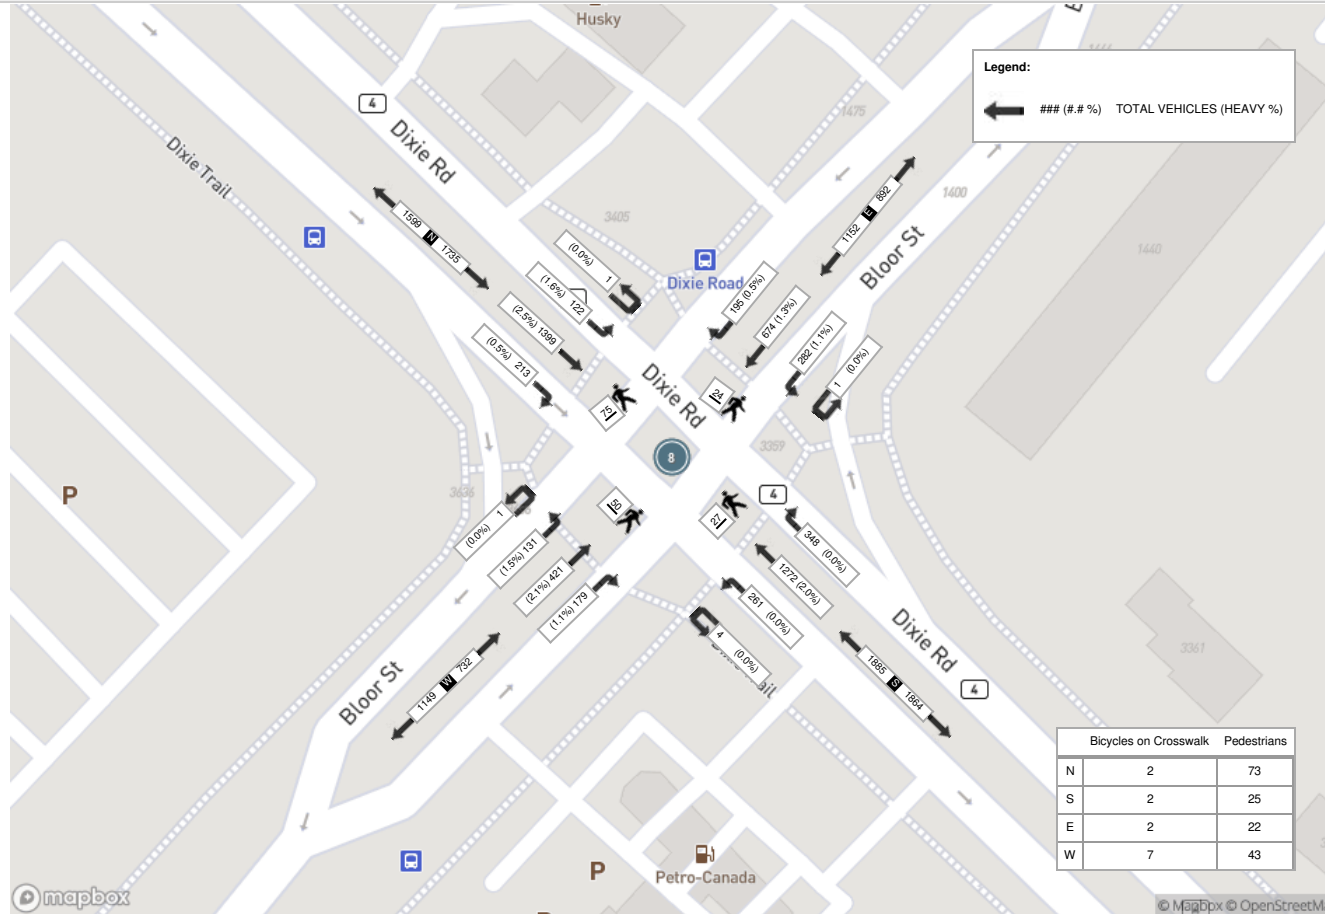 Husky
Legend:
### (#.# %) TOTAL VEHICLES (HEAVY %)
4
Dixie Rd
Dixie Trail
1475
1400
1440
3405
Bloor St
Dixie Road
1599 N 1735
1152 E 892
(0.0%) 1
(1.6%) 122
(2.5%) 1399
(0.5%) 213
195 (0.5%)
674 (1.3%)
282 (1.1%)
1 (0.0%)
Dixie Rd
75
24
8
3359
4
3636
P
50
27
(0.0%) 1
(1.5%) 131
(2.1%) 421
(1.1%) 179
348 (0.0%)
1272 (2.0%)
261 (0.0%)
4 (0.0%)
Dixie Rd
3361
Bloor St
1149 W 732
1885 S 1864
4
Bicycles on Crosswalk Pedestrians
N 2 73
S 2 25
E 2 22
W 7 43
P
Petro-Canada
mapbox
© Mapbox © OpenStreetM